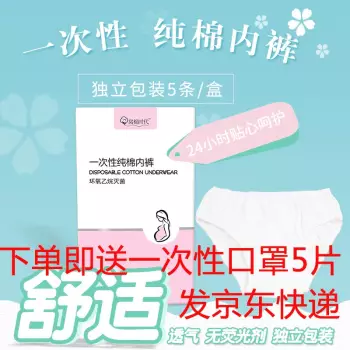 一次性 纯棉内裤
独立包装5条/盒
24小时贴心呵护
一次性纯棉内裤
DISPOSABLE COTTON UNDERWEAR
环氧乙烷灭菌
下单即送一次性口罩5片
发京东快递
舒适
透气 无荧光剂 独立包装